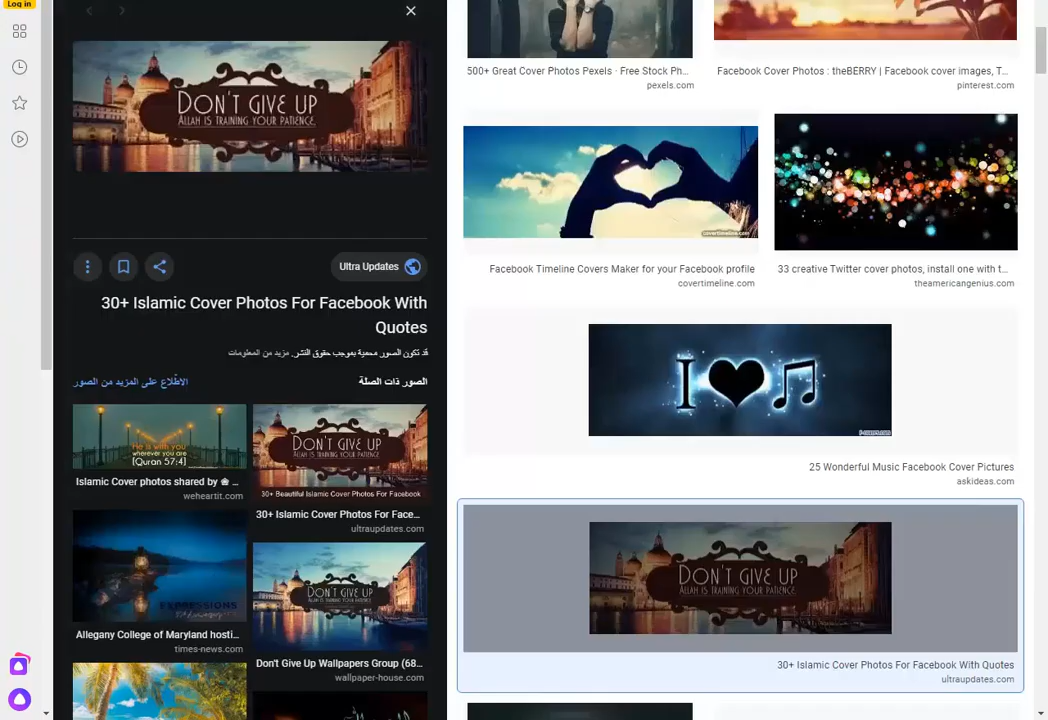 Log in
DON'T GIVE UP
ALLAH IS TRAINING YOUR PATIENCE.
Ultra Updates
30+ Islamic Cover Photos For Facebook With
Quotes
قد تكون الصور محمية بموجب حقوق النشر. مزيد من المعلومات
الصور ذات الصلة
الاطّلاع على المزيد من الصور
He is with you
wherever you are
[Quran 57:4]
Islamic Cover photos shared by ❀ ...
weheartit.com
DON'T GIVE UP
ALLAH IS TRAINING YOUR PATIENCE.
30+ Beautiful Islamic Cover Photos For Facebook
30+ Islamic Cover Photos For Face...
ultraupdates.com
EXPRESSIONS
Allegany College of Maryland hosti...
times-news.com
DON'T GIVE UP
ALLAH IS TRAINING YOUR PATIENCE
Don't Give Up Wallpapers Group (68...
wallpaper-house.com
500+ Great Cover Photos Pexels · Free Stock Ph...
pexels.com
Facebook Cover Photos : theBERRY | Facebook cover images, T...
pinterest.com
covertimeline.com
Facebook Timeline Covers Maker for your Facebook profile
covertimeline.com
33 creative Twitter cover photos, install one with t...
theamericangenius.com
I
25 Wonderful Music Facebook Cover Pictures
askideas.com
DON'T GIVE UP
ALLAH IS TRAINING YOUR PATIENCE.
30+ Islamic Cover Photos For Facebook With Quotes
ultraupdates.com